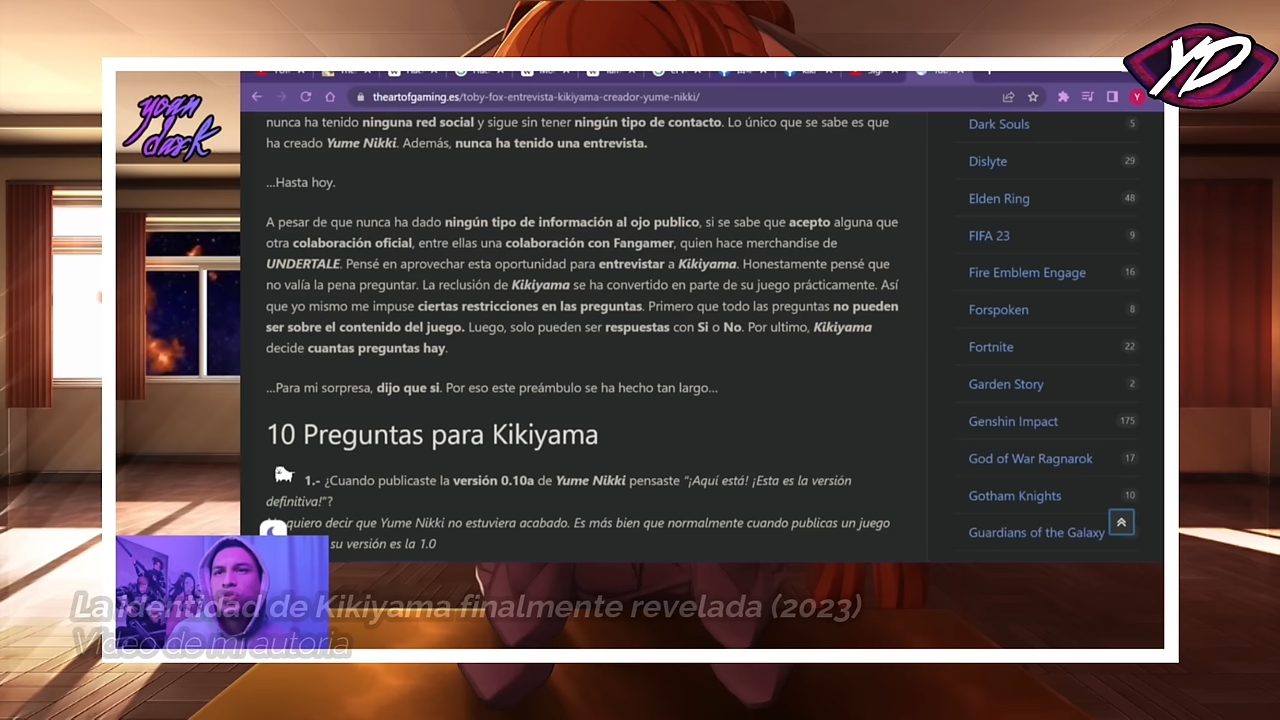 YD
yogu
dark
theartofgaming.es/toby-fox-entrevista-kikiyama-creador-yume-nikki/
Y
nunca ha tenido ninguna red social y sigue sin tener ningún tipo de contacto. Lo único que se sabe es que
ha creado Yume Nikki. Además, nunca ha tenido una entrevista.
...Hasta hoy.
A pesar de que nunca ha dado ningún tipo de información al ojo publico, si se sabe que acepto alguna que
otra colaboración oficial, entre ellas una colaboración con Fangamer, quien hace merchandise de
UNDERTALE. Pensé en aprovechar esta oportunidad para entrevistar a Kikiyama. Honestamente pensé que
no valía la pena preguntar. La reclusión de Kikiyama se ha convertido en parte de su juego prácticamente. Así
que yo mismo me impuse ciertas restricciones en las preguntas. Primero que todo las preguntas no pueden
ser sobre el contenido del juego. Luego, solo pueden ser respuestas con Si o No. Por ultimo, Kikiyama
decide cuantas preguntas hay.
...Para mi sorpresa, dijo que si. Por eso este preámbulo se ha hecho tan largo...
10 Preguntas para Kikiyama
1.- ¿Cuando publicaste la versión 0.10a de Yume Nikki pensaste "¡Aquí está! ¡Esta es la versión
definitiva!"?
quiero decir que Yume Nikki no estuviera acabado. Es más bien que normalmente cuando publicas un juego
su versión es la 1.0
Dark Souls 5
Dislyte 29
Elden Ring 48
FIFA 23 9
Fire Emblem Engage 16
Forspoken 8
Fortnite 22
Garden Story 2
Genshin Impact 175
God of War Ragnarok 17
Gotham Knights 10
Guardians of the Galaxy
La identidad de Kikiyama finalmente revelada (2023)
Video de mi autoria